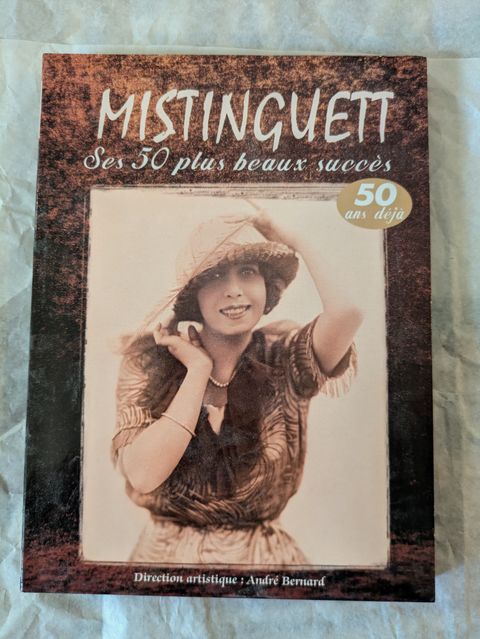 MISTINGUETT
Ses 50 plus beaux succès
50
ans déjà
Direction artistique : André Bernard